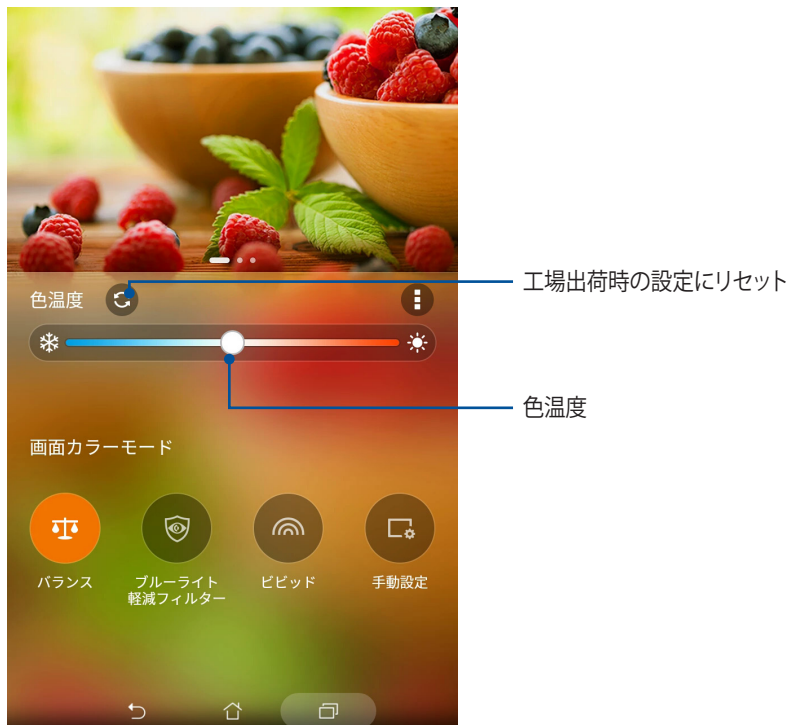 工場出荷時の設定にリセット
色温度
色温度
画面カラーモード
バランス
ブルーライト
軽減フィルター
ビビッド
手動設定